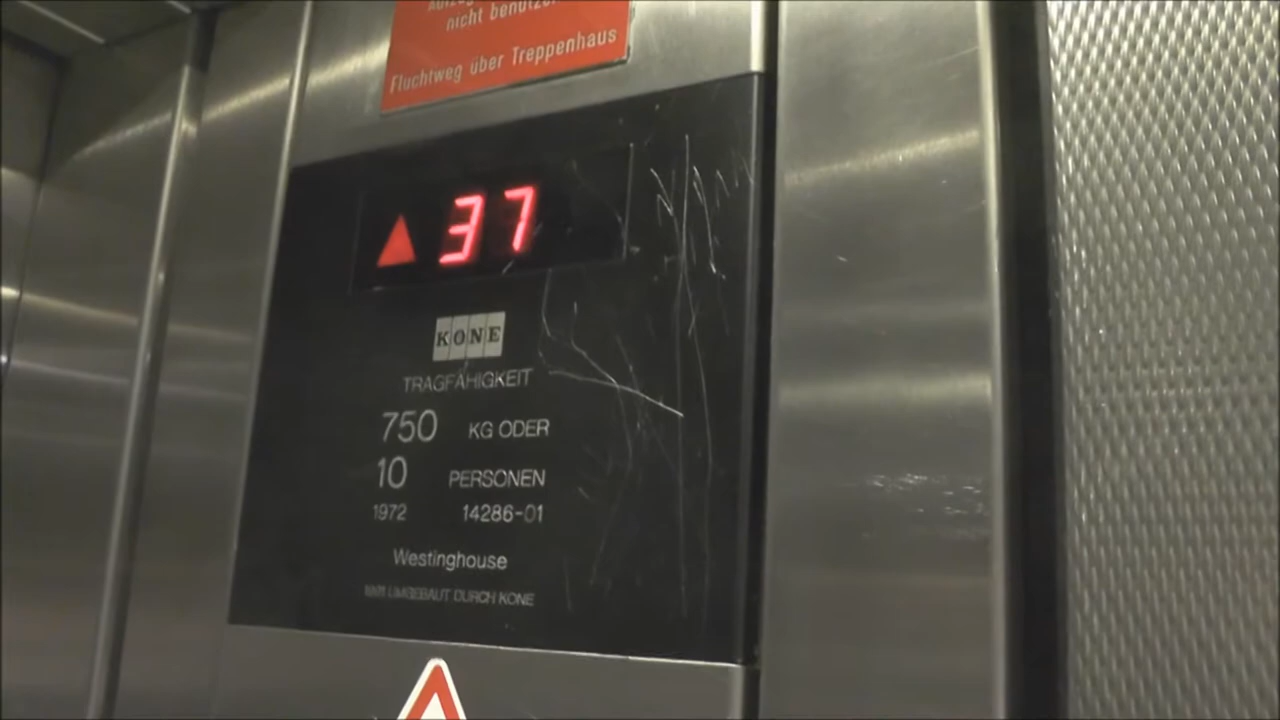 nicht benutzen
Fluchtweg über Treppenhaus
37
KONE
TRAGFÄHIGKEIT
750 KG ODER
10 PERSONEN
1972 14286-01
Westinghouse
UMGEBAUT DURCH KONE